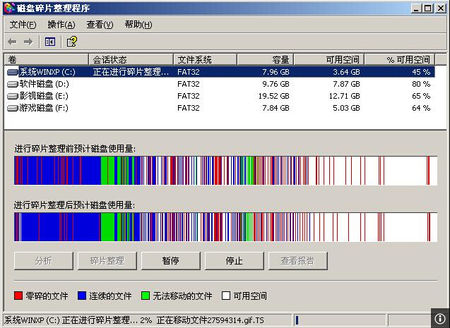 磁盘碎片整理程序
文件(F) 操作(A) 查看(V) 帮助(H)
卷 会话状态 文件系统 容量 可用空间 % 可用空间
系统WINXP (C:) 正在进行碎片整理... FAT32 7.96 GB 3.64 GB 45 %
软件磁盘 (D:) FAT32 9.76 GB 7.87 GB 80 %
影视磁盘 (E:) FAT32 19.52 GB 12.71 GB 65 %
游戏磁盘 (F:) FAT32 7.84 GB 5.03 GB 64 %
进行碎片整理前预计磁盘使用量:
进行碎片整理后预计磁盘使用量:
分析 碎片整理 暂停 停止 查看报告
零碎的文件 连续的文件 无法移动的文件 可用空间
系统WINXP (C:) 正在进行碎片整理... 2% 正在移动文件27594314.gif.TS